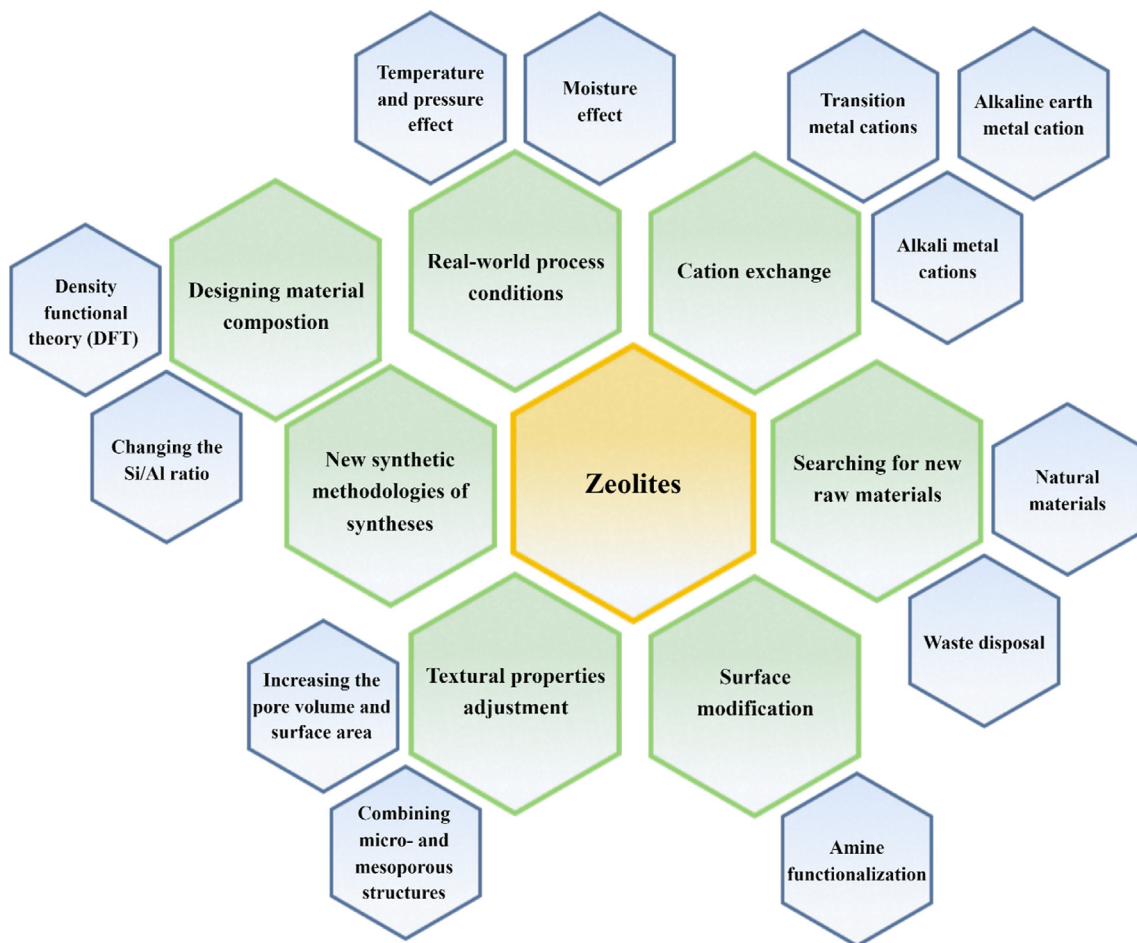 Temperature
and pressure
effect
Moisture
effect
Transition
metal cations
Alkaline earth
metal cation
Alkali metal
cations
Real-world process
conditions
Cation exchange
Designing material
compostion
Density
functional
theory (DFT)
Changing the
Si/Al ratio
New synthetic
methodologies of
syntheses
Zeolites
Searching for new
raw materials
Natural
materials
Waste disposal
Textural properties
adjustment
Surface
modification
Increasing the
pore volume and
surface area
Combining
micro- and
mesoporous
structures
Amine
functionalization